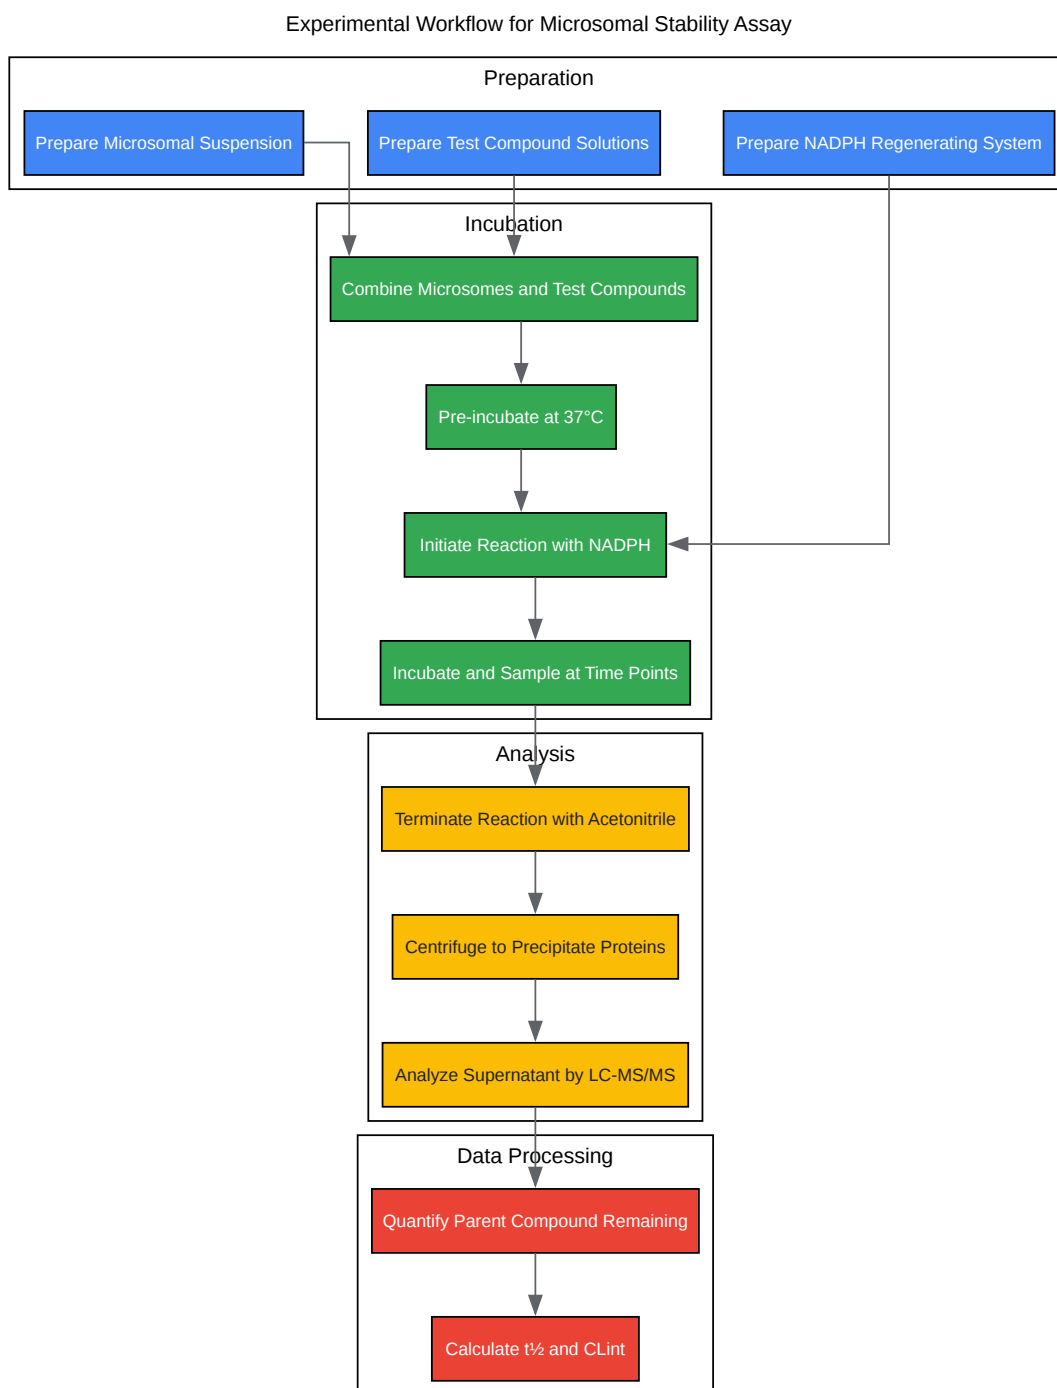 Experimental Workflow for Microsomal Stability Assay
Preparation
Prepare Microsomal Suspension
Prepare Test Compound Solutions
Prepare NADPH Regenerating System
Incubation
Combine Microsomes and Test Compounds
Pre-incubate at 37°C
Initiate Reaction with NADPH
Incubate and Sample at Time Points
Analysis
Terminate Reaction with Acetonitrile
Centrifuge to Precipitate Proteins
Analyze Supernatant by LC-MS/MS
Data Processing
Quantify Parent Compound Remaining
Calculate t½ and CLint